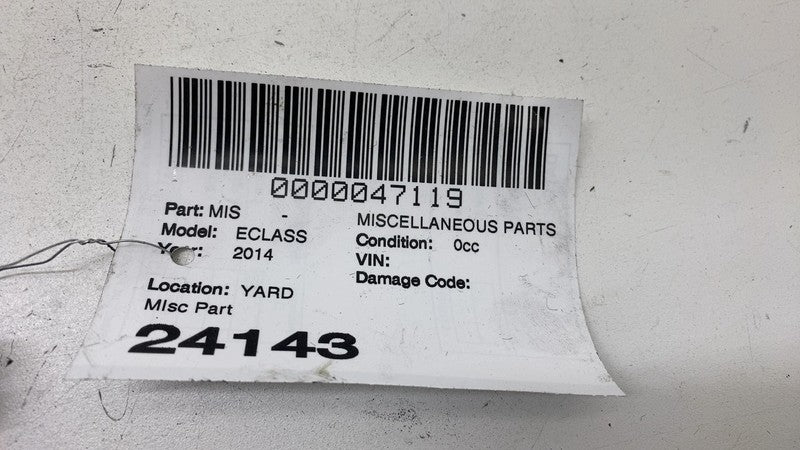 0000047119
Part: MIS - MISCELLANEOUS PARTS
Model: ECLASS Condition: 0cc
Year: 2014 VIN:
Damage Code:
Location: YARD
MIsc Part
24143